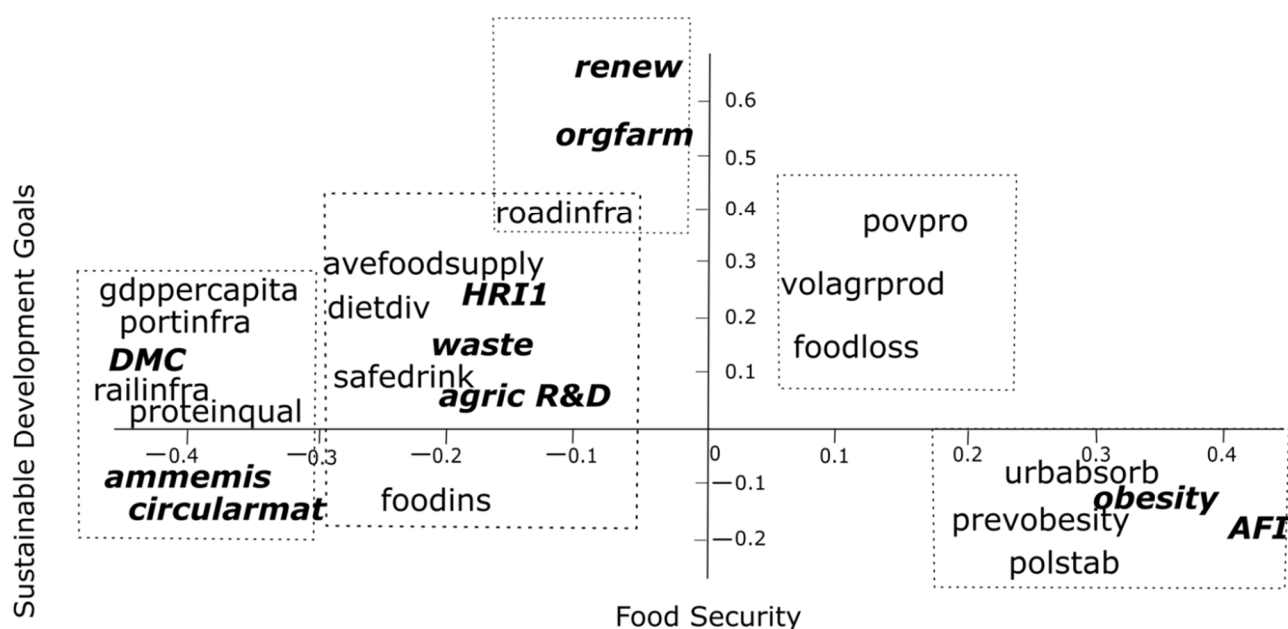 renew
0.6
orgfarm
0.5
roadinfra
0.4
povpro
avefoodsupply
0.3
gdppercapita
HRI1
volagrprod
dietdiv
portinfra
0.2
waste
foodloss
DMC
safedrink
0.1
railinfra
agric R&D
proteinqual
Sustainable Development Goals
—0.4
—0.3
—0.2
—0.1
0
0.1
0.2
0.3
0.4
ammemis
urbabsorb
—0.1
circularmat
foodins
obesity
prevobesity
AFI
—0.2
polstab
Food Security